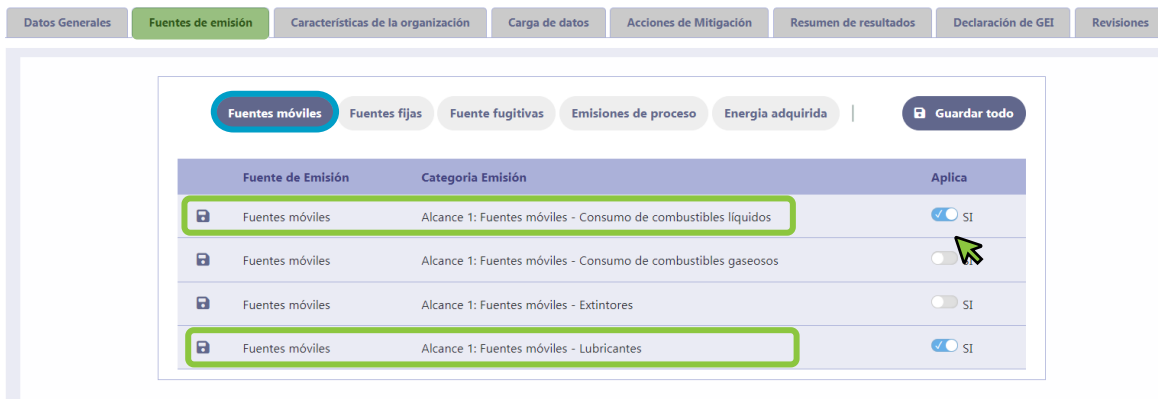 Datos Generales Fuentes de emisión Características de la organización Carga de datos Acciones de Mitigación Resumen de resultados Declaración de GEI Revisiones
Fuentes móviles Fuentes fijas Fuente fugitivas Emisiones de proceso Energia adquirida | Guardar todo
Fuente de Emisión Categoria Emisión Aplica
Fuentes móviles Alcance 1: Fuentes móviles - Consumo de combustibles líquidos SI
Fuentes móviles Alcance 1: Fuentes móviles - Consumo de combustibles gaseosos SI
Fuentes móviles Alcance 1: Fuentes móviles - Extintores SI
Fuentes móviles Alcance 1: Fuentes móviles - Lubricantes SI